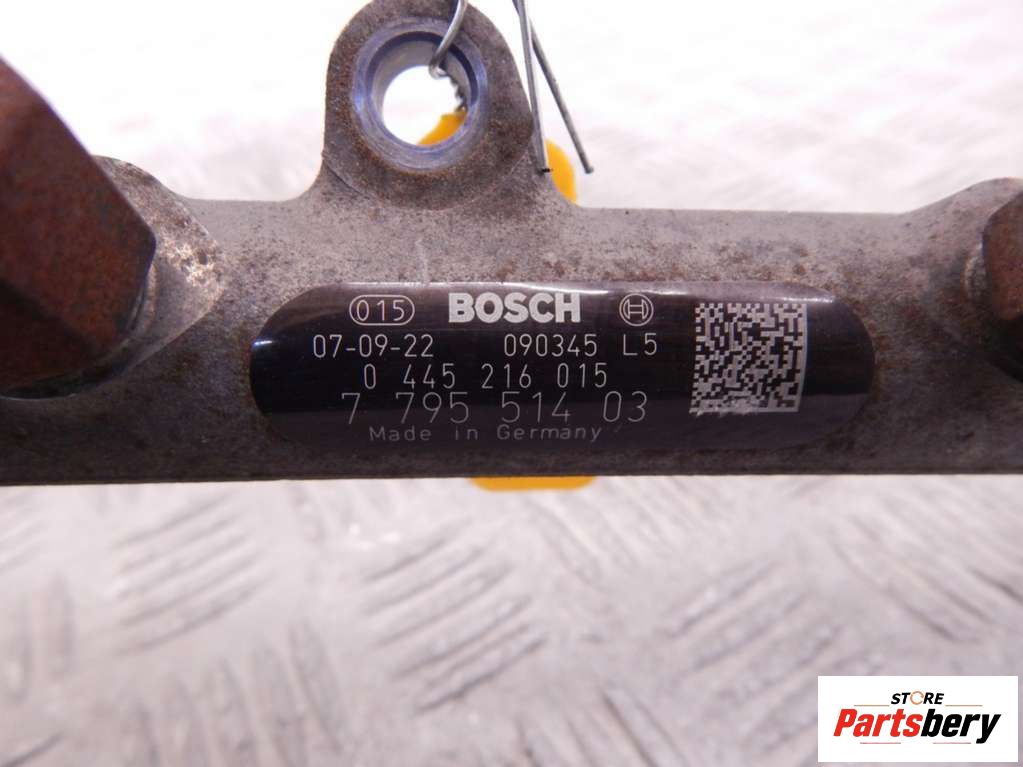 015 BOSCH
07-09-22 090345 L5
0 445 216 015
7 795 514 03
Made in Germany
STORE
Partsbery